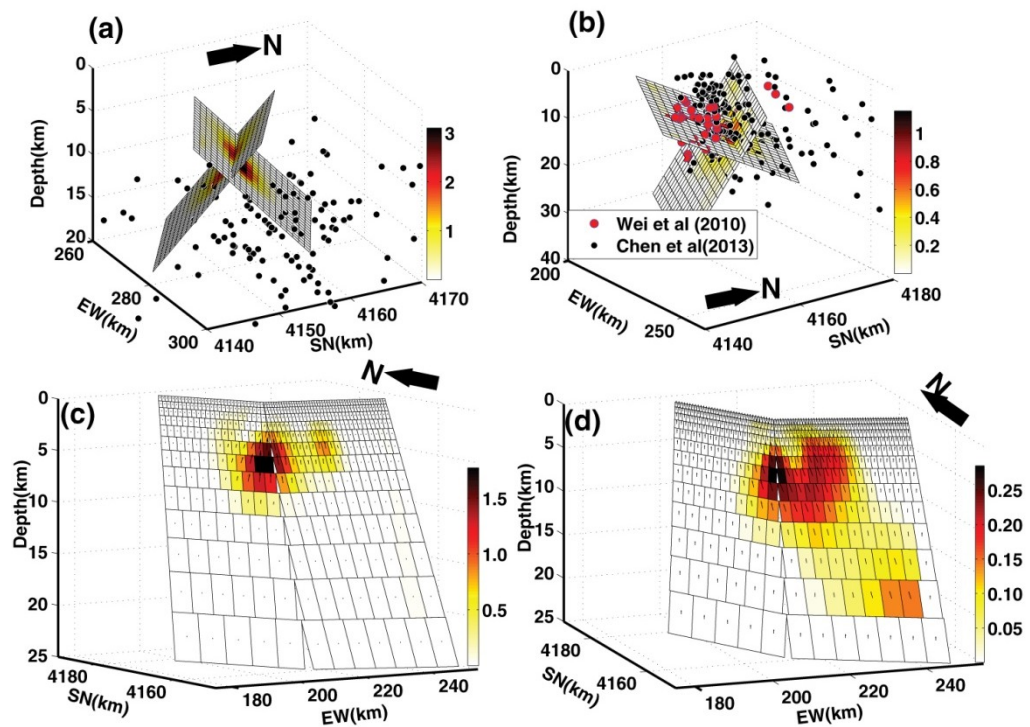 (a)
N
0
5
10
15
20
Depth(km)
260
280
300
EW(km)
4140
4150
4160
4170
SN(km)
3
2
1
(b)
0
10
20
30
40
Depth(km)
Wei et al (2010)
Chen et al(2013)
200
250
EW(km)
N
4140
4160
4180
SN(km)
1
0.8
0.6
0.4
0.2
(c)
N
0
5
10
15
20
25
Depth(km)
4180
4160
SN(km)
180
200
220
240
EW(km)
1.5
1.0
0.5
(d)
N
0
5
10
15
20
25
Depth(km)
4180
4160
SN(km)
180
200
220
240
EW(km)
0.25
0.20
0.15
0.10
0.05